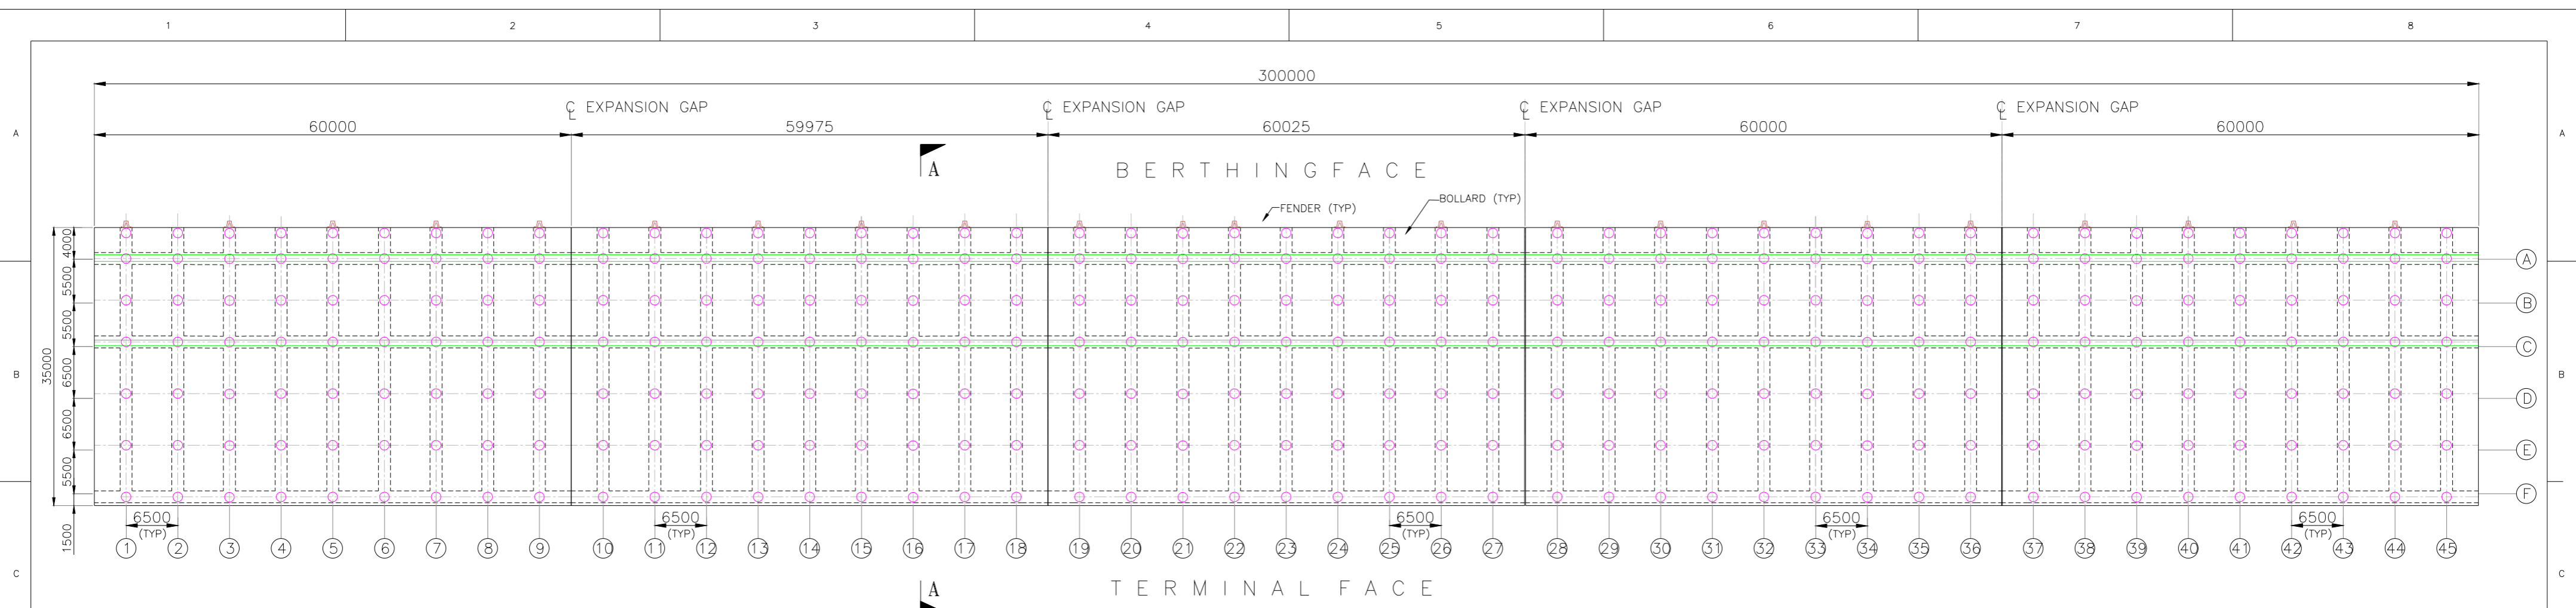 1 2 3 4 5 6 7 8
300000
℄ EXPANSION GAP ℄ EXPANSION GAP ℄ EXPANSION GAP ℄ EXPANSION GAP
A 60000 59975 60025 60000 60000 A
A BERTHINGFACE
FENDER (TYP) BOLLARD (TYP)
4000
A
5500
B
5500
C
35000
B 6500 B
D
6500
E
5500
F
1500
6500 6500 6500 6500 6500
(TYP) (TYP) (TYP) (TYP) (TYP)
1 2 3 4 5 6 7 8 9 10 11 12 13 14 15 16 17 18 19 20 21 22 23 24 25 26 27 28 29 30 31 32 33 34 35 36 37 38 39 40 41 42 43 44 45
C C
A TERMINAL FACE